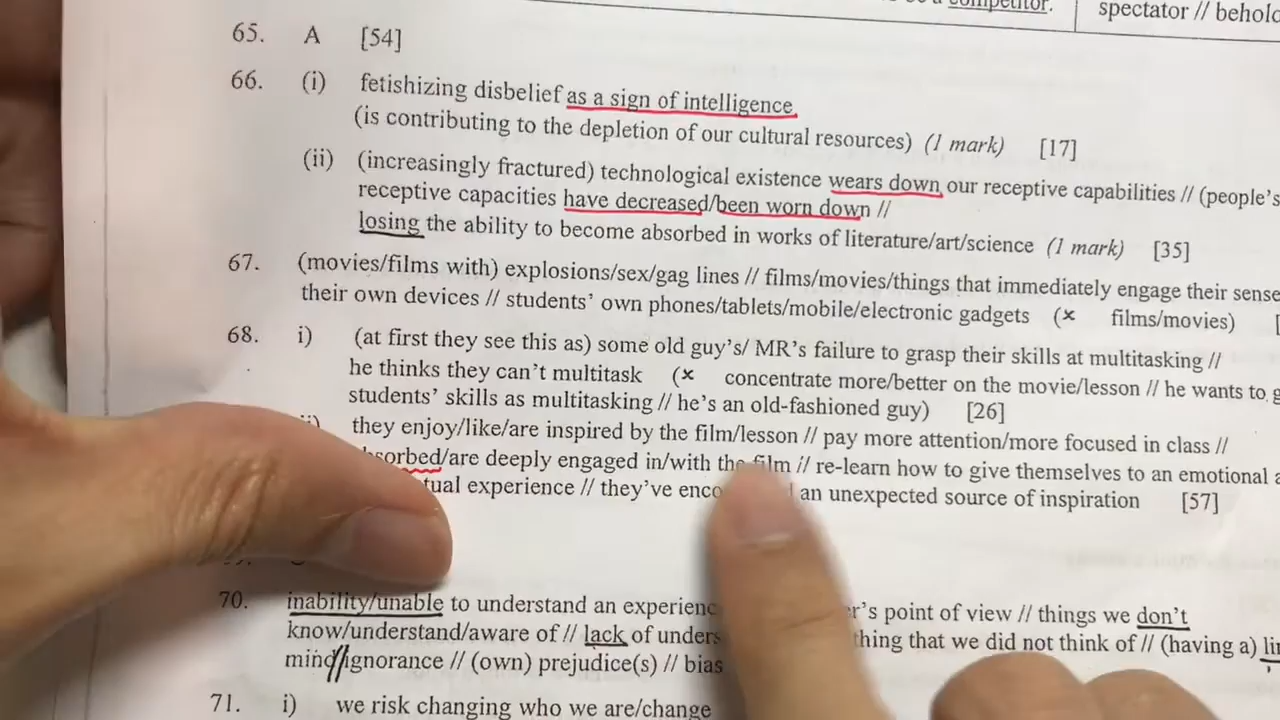 competitor.
spectator // behold
65. A [54]
66. (i) fetishizing disbelief as a sign of intelligence.
(is contributing to the depletion of our cultural resources) (1 mark) [17]
(ii) (increasingly fractured) technological existence wears down our receptive capabilities // (people's
receptive capacities have decreased/been worn down //
losing the ability to become absorbed in works of literature/art/science (1 mark) [35]
67. (movies/films with) explosions/sex/gag lines // films/movies/things that immediately engage their sense
their own devices // students' own phones/tablets/mobile/electronic gadgets (× films/movies) [
68. i) (at first they see this as) some old guy's/ MR's failure to grasp their skills at multitasking //
he thinks they can't multitask (× concentrate more/better on the movie/lesson // he wants to g
students' skills as multitasking // he's an old-fashioned guy) [26]
they enjoy/like/are inspired by the film/lesson // pay more attention/more focused in class //
/are deeply engaged in/with the film // re-learn how to give themselves to an emotional a
// they've an unexpected source of inspiration [57]
70. inability/unable to understand an point of view // things we don't
know/understand/aware of // lack of thing that we did not think of // (having a)
mind//ignorance // (own) prejudice(s) // bias
71. i) we risk changing who we are/change